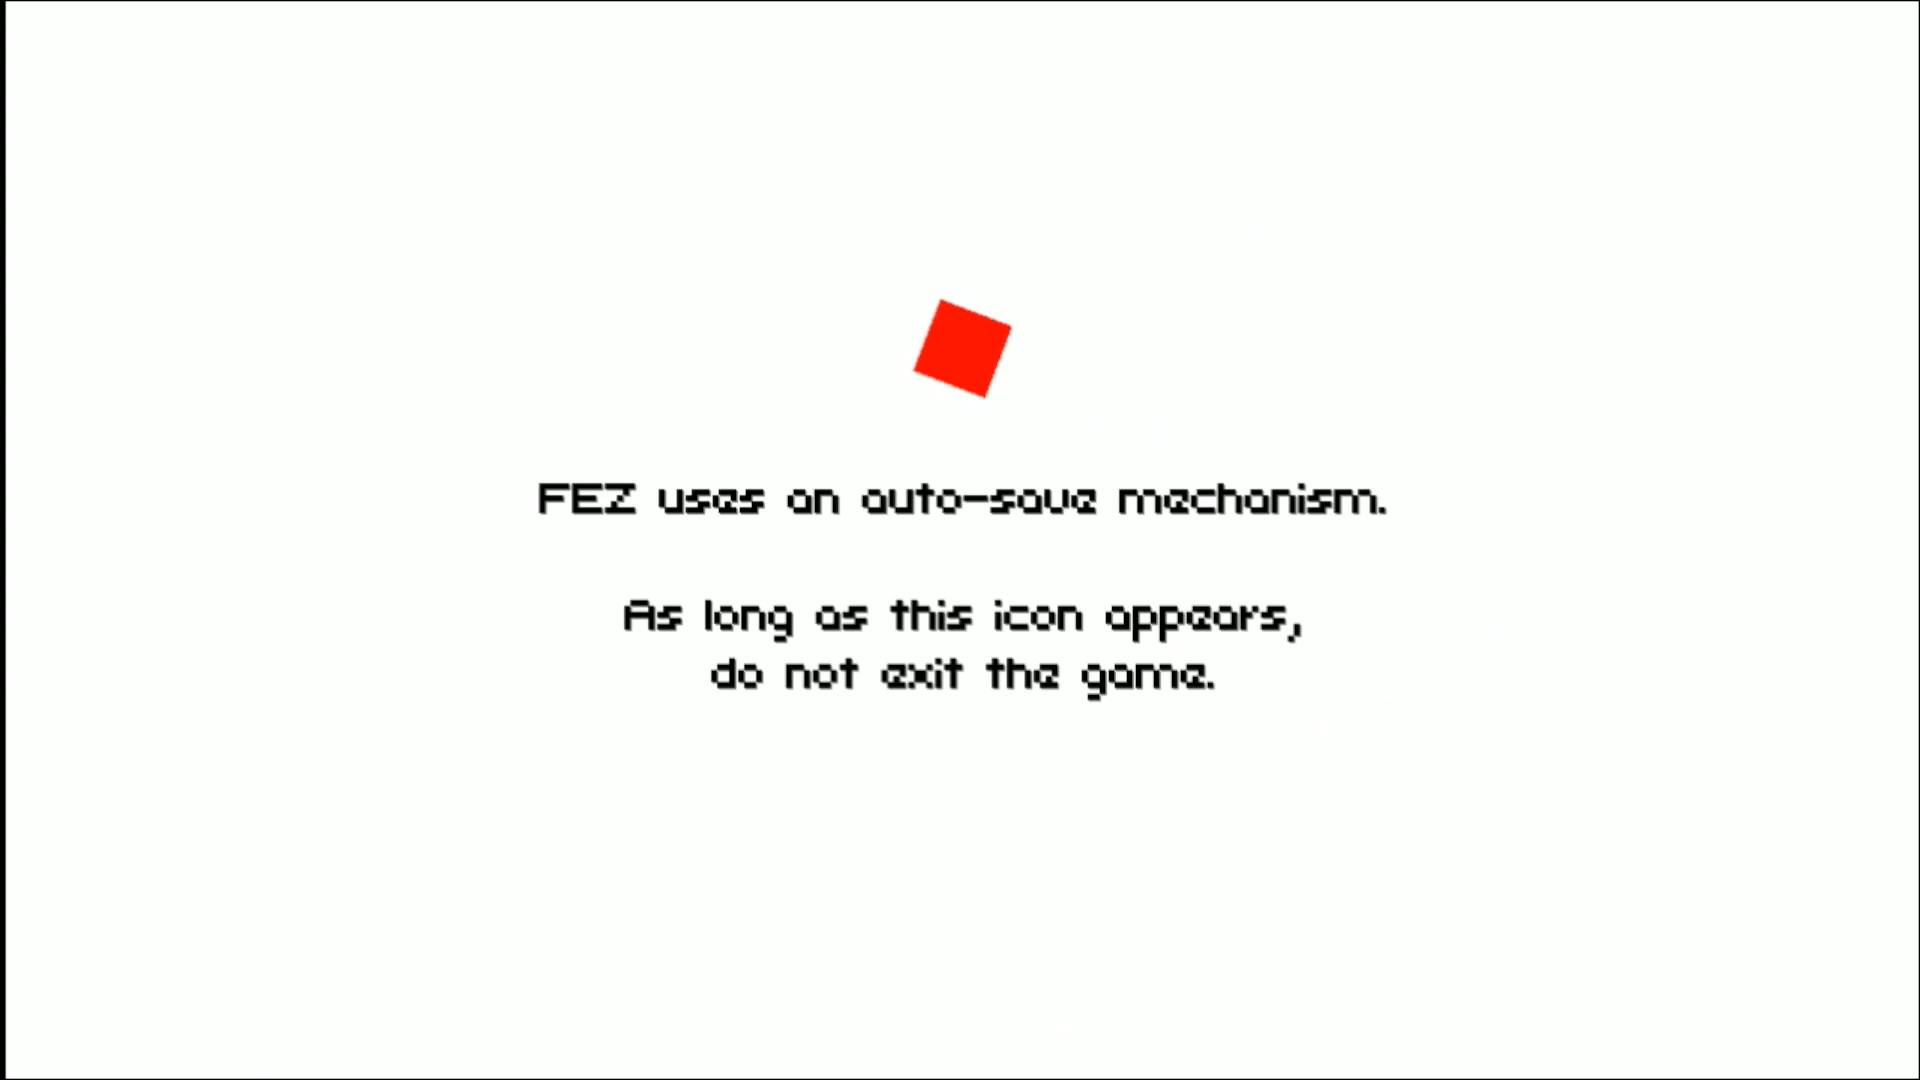 FEZ uses an auto-save mechanism.
As long as this icon appears,
do not exit the game.